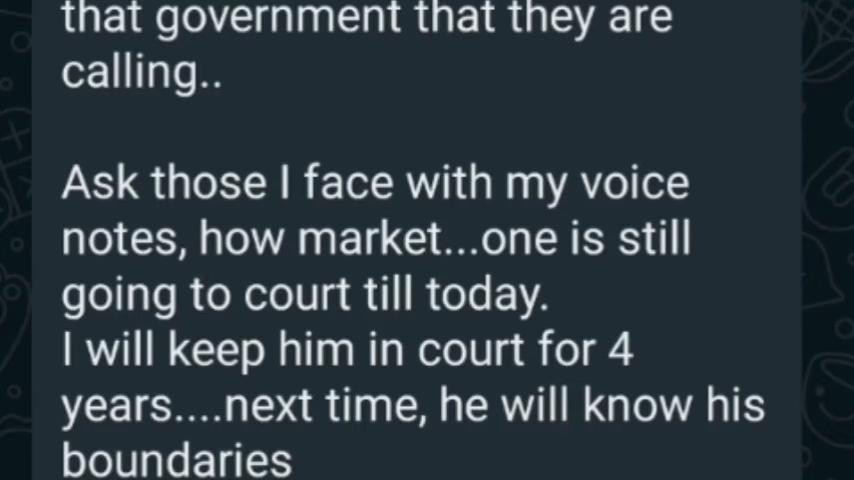 that government that they are
calling..
Ask those I face with my voice
notes, how market...one is still
going to court till today.
I will keep him in court for 4
years....next time, he will know his
boundaries